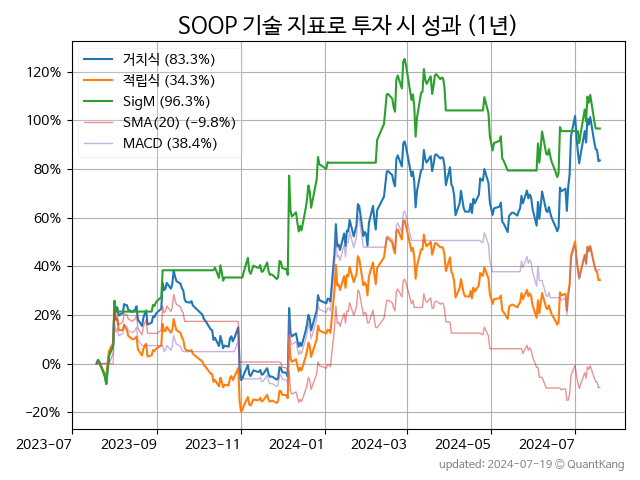 SOOP 기술 지표로 투자 시 성과 (1년)
거치식 (83.3%)
적립식 (34.3%)
SigM (96.3%)
SMA(20) (−9.8%)
MACD (38.4%)
120%
100%
80%
60%
40%
20%
0%
−20%
2023-07 2023-09 2023-11 2024-01 2024-03 2024-05 2024-07
updated: 2024-07-19 © QuantKang